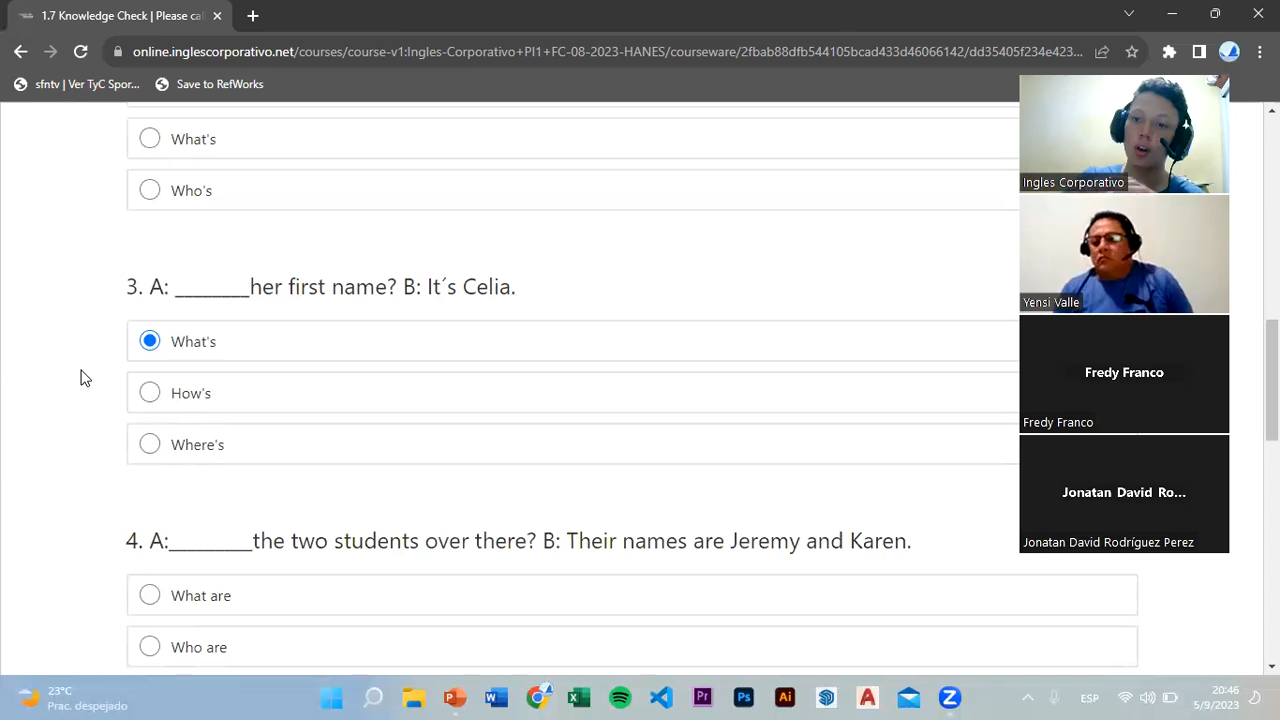 1.7 Knowledge Check | Please cal
online.inglescorporativo.net/courses/course-v1:Ingles-Corporativo+PI1+FC-08-2023-HANES/courseware/2fbab88dfb544105bcad433d46066142/dd35405f234e423...
sfntv | Ver TyC Spor...
Save to RefWorks
What's
Who's
3. A: ________her first name? B: It´s Celia.
What's
How's
Where's
4. A:_________the two students over there? B: Their names are Jeremy and Karen.
What are
Who are
Ingles Corporativo
Yensi Valle
Fredy Franco
Fredy Franco
Jonatan David Ro...
Jonatan David Rodríguez Perez
23°C
Prac. despejado
ESP
20:46
5/9/2023